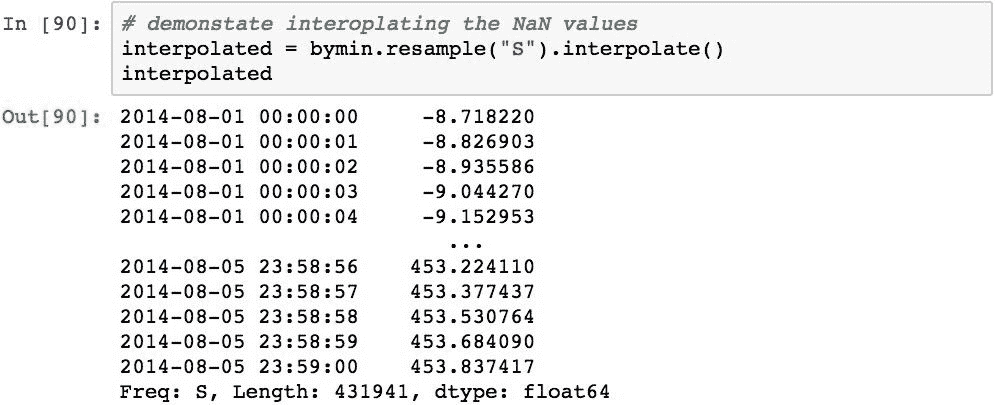 In [90]: # demonstate interoplating the NaN values
interpolated = bymin.resample("S").interpolate()
interpolated
Out[90]: 2014-08-01 00:00:00 -8.718220
2014-08-01 00:00:01 -8.826903
2014-08-01 00:00:02 -8.935586
2014-08-01 00:00:03 -9.044270
2014-08-01 00:00:04 -9.152953
...
2014-08-05 23:58:56 453.224110
2014-08-05 23:58:57 453.377437
2014-08-05 23:58:58 453.530764
2014-08-05 23:58:59 453.684090
2014-08-05 23:59:00 453.837417
Freq: S, Length: 431941, dtype: float64